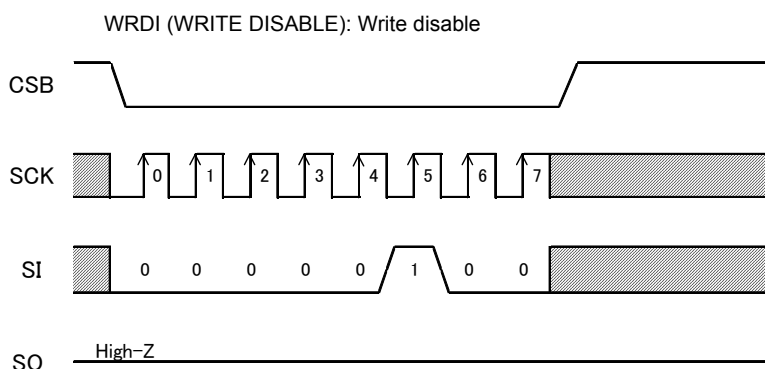 WRDI (WRITE DISABLE): Write disable
CSB
SCK
0 1 2 3 4 5 6 7
SI
0 0 0 0 0 1 0 0
High-Z
SO